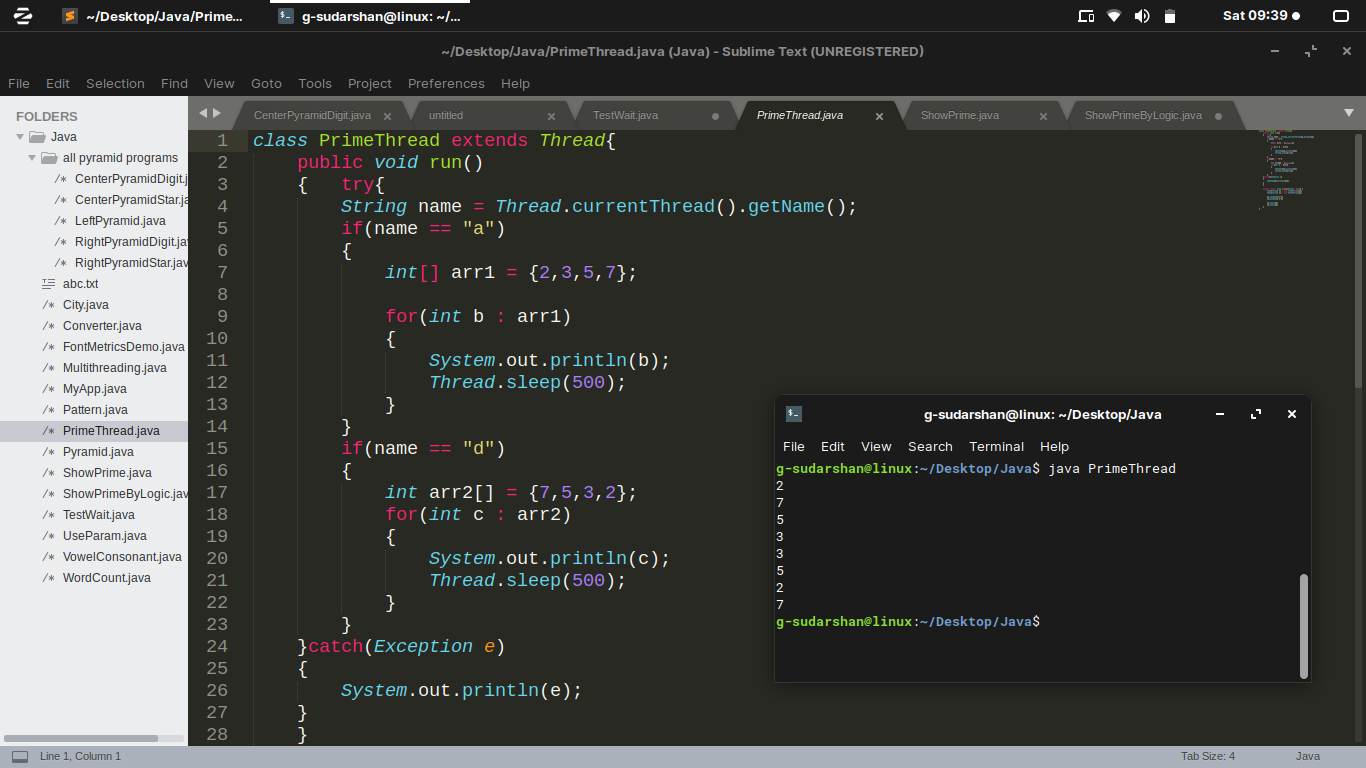 ~/Desktop/Java/Prime...
g-sudarshan@linux: ~/...
Sat 09:39
~/Desktop/Java/PrimeThread.java (Java) - Sublime Text (UNREGISTERED)
File Edit Selection Find View Goto Tools Project Preferences Help
FOLDERS
Java
all pyramid programs
/* CenterPyramidDigit.j
/* CenterPyramidStar.ja
/* LeftPyramid.java
/* RightPyramidDigit.ja
/* RightPyramidStar.jav
abc.txt
/* City.java
/* Converter.java
/* FontMetricsDemo.java
/* Multithreading.java
/* MyApp.java
/* Pattern.java
/* PrimeThread.java
/* Pyramid.java
/* ShowPrime.java
/* ShowPrimeByLogic.jav
/* TestWait.java
/* UseParam.java
/* VowelConsonant.java
/* WordCount.java
CenterPyramidDigit.java untitled TestWait.java PrimeThread.java ShowPrime.java ShowPrimeByLogic.java
1 class PrimeThread extends Thread{
2 public void run()
3 { try{
4 String name = Thread.currentThread().getName();
5 if(name == "a")
6 {
7 int[] arr1 = {2,3,5,7};
8
9 for(int b : arr1)
10 {
11 System.out.println(b);
12 Thread.sleep(500);
13 }
14 }
15 if(name == "d")
16 {
17 int arr2[] = {7,5,3,2};
18 for(int c : arr2)
19 {
20 System.out.println(c);
21 Thread.sleep(500);
22 }
23 }
24 }catch(Exception e)
25 {
26 System.out.println(e);
27 }
28 }
g-sudarshan@linux: ~/Desktop/Java
File Edit View Search Terminal Help
g-sudarshan@linux:~/Desktop/Java$ java PrimeThread
2
7
5
3
3
5
2
7
g-sudarshan@linux:~/Desktop/Java$
Line 1, Column 1
Tab Size: 4
Java